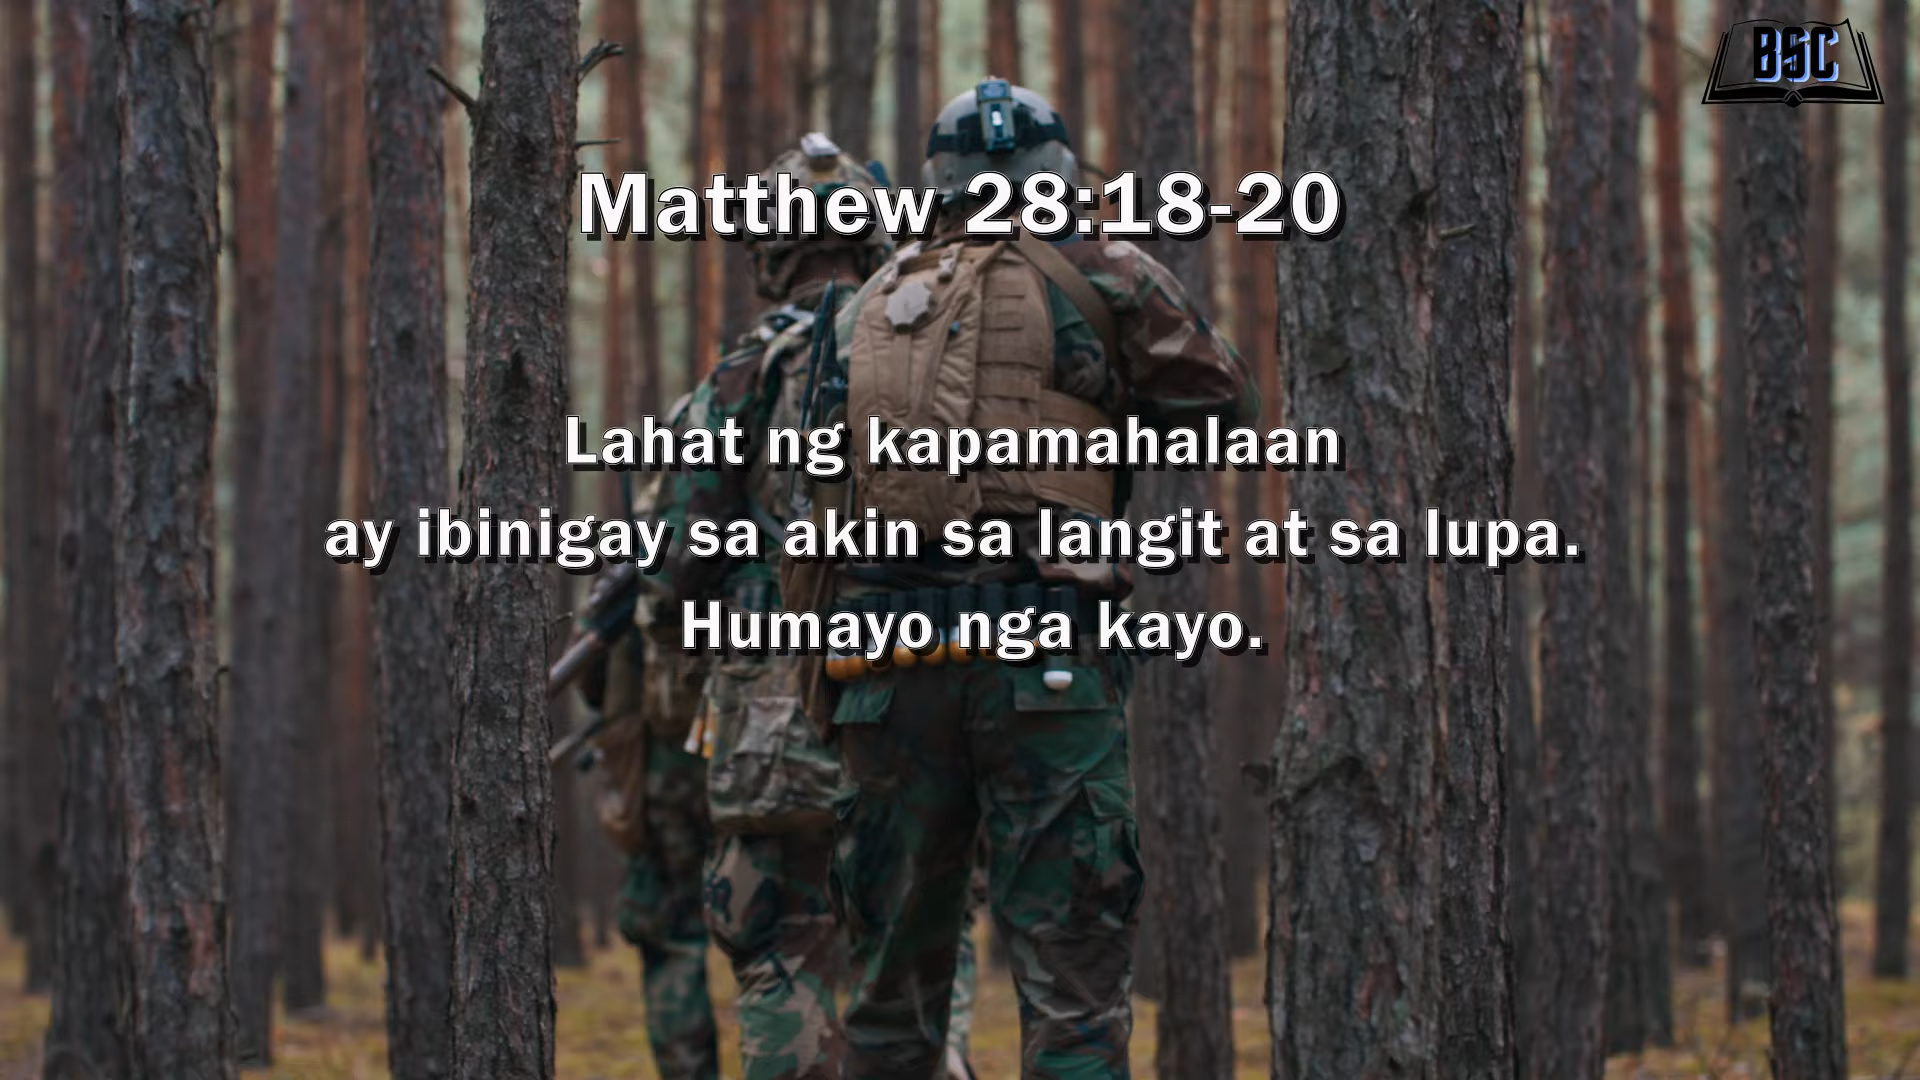 BSC
Matthew 28:18-20
Lahat ng kapamahalaan
ay ibinigay sa akin sa langit at sa lupa.
Humayo nga kayo.